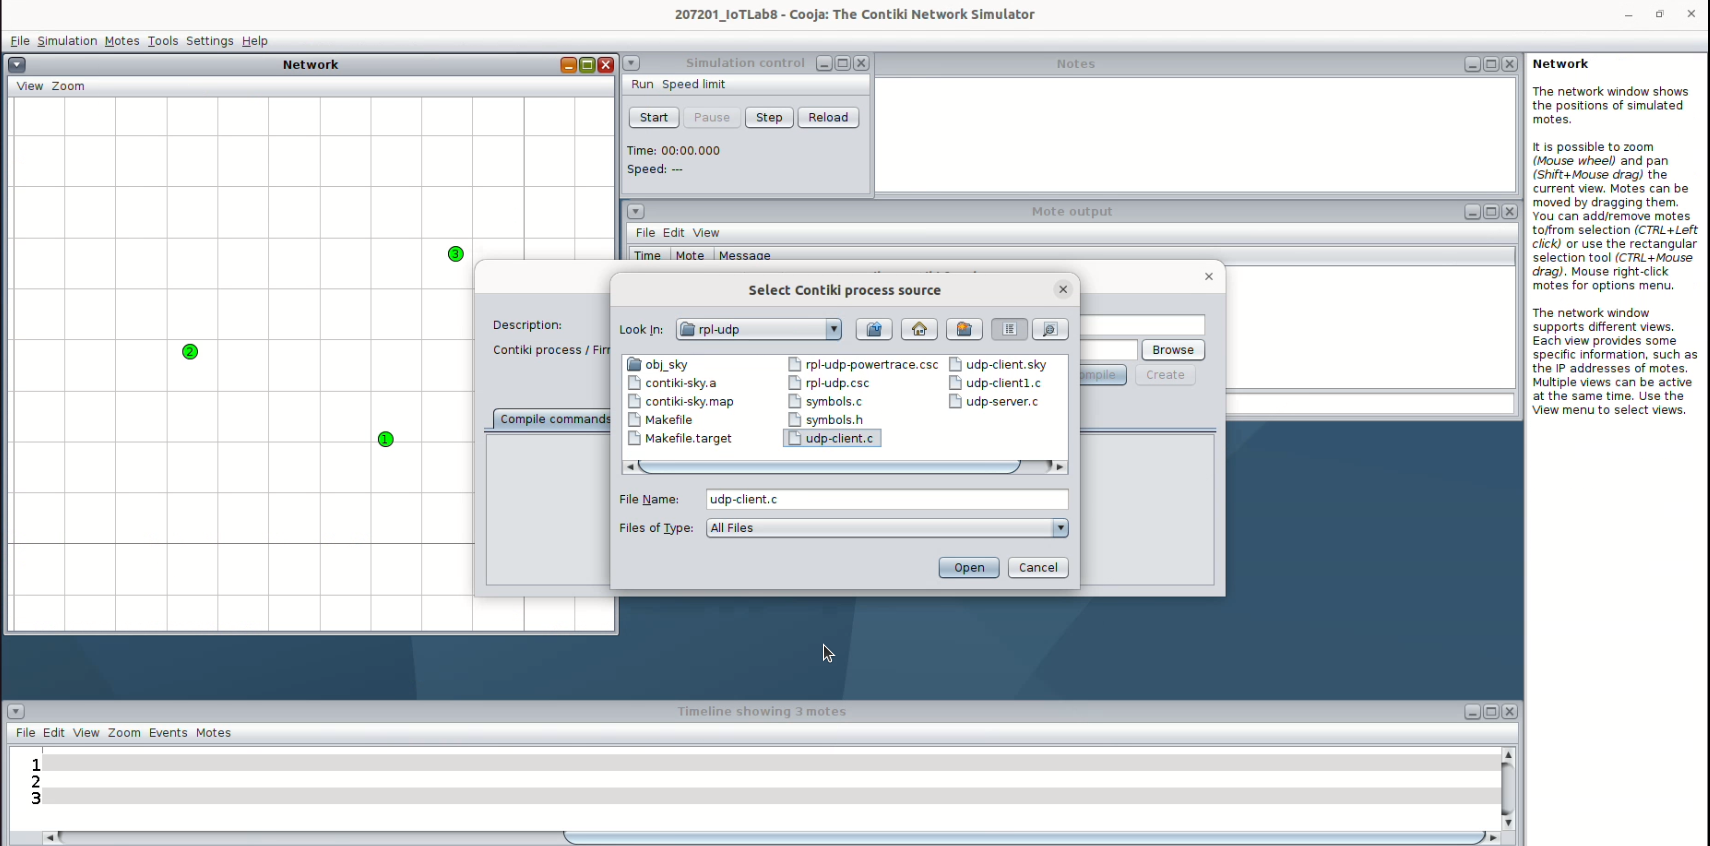 207201_IoTLab8 - Cooja: The Contiki Network Simulator
File Simulation Motes Tools Settings Help
Network
View Zoom
3
2
1
Simulation control
Run Speed limit
Start Pause Step Reload
Time: 00:00.000
Speed: ---
Notes
Mote output
File Edit View
Time Mote Message
Description:
Contiki process / Firr
Browse
mpile Create
Compile commands
Select Contiki process source
Look In: rpl-udp
obj_sky
contiki-sky.a
contiki-sky.map
Makefile
Makefile.target
rpl-udp-powertrace.csc
rpl-udp.csc
symbols.c
symbols.h
udp-client.c
udp-client.sky
udp-client1.c
udp-server.c
File Name: udp-client.c
Files of Type: All Files
Open Cancel
Timeline showing 3 motes
File Edit View Zoom Events Motes
1
2
3
Network
The network window shows
the positions of simulated
motes.
It is possible to zoom
(Mouse wheel) and pan
(Shift+Mouse drag) the
current view. Motes can be
moved by dragging them.
You can add/remove motes
to/from selection (CTRL+Left
click) or use the rectangular
selection tool (CTRL+Mouse
drag). Mouse right-click
motes for options menu.
The network window
supports different views.
Each view provides some
specific information, such as
the IP addresses of motes.
Multiple views can be active
at the same time. Use the
View menu to select views.